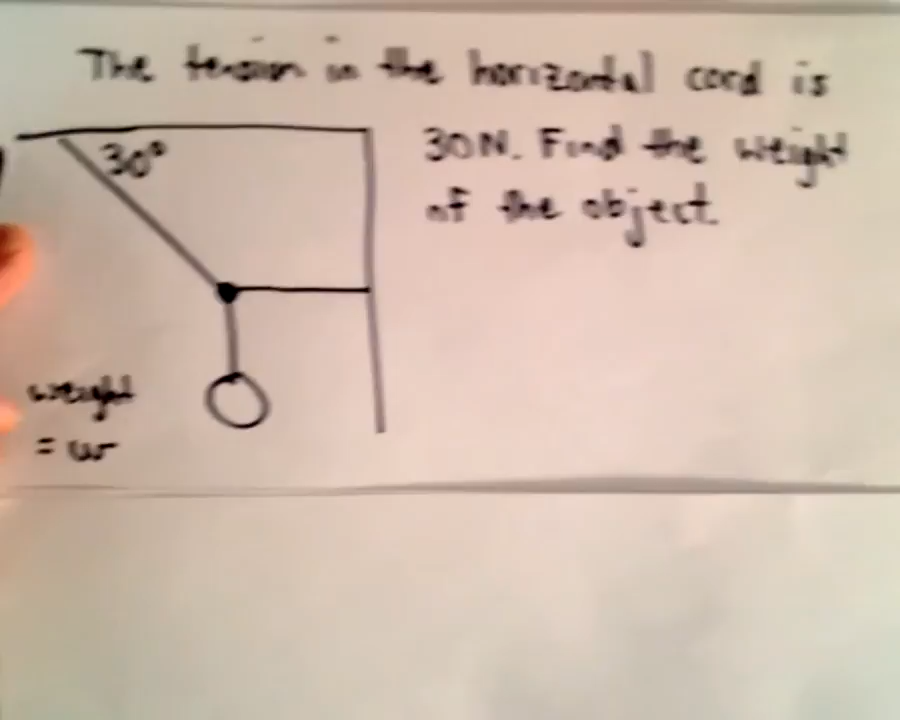 The tension in the horizontal cord is
30°
30N. Find the weight
of the object.
weight
= w